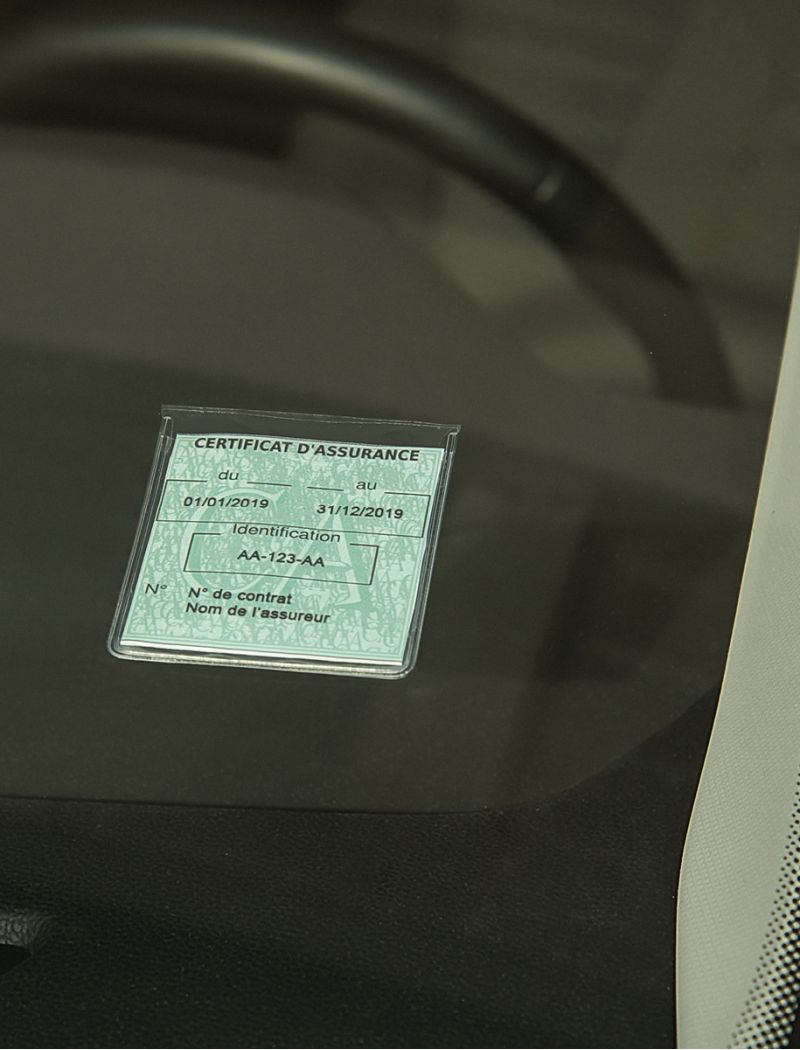 CERTIFICAT D'ASSURANCE
du au
01/01/2019 31/12/2019
Identification
AA-123-AA
N° N° de contrat
Nom de l'assureur